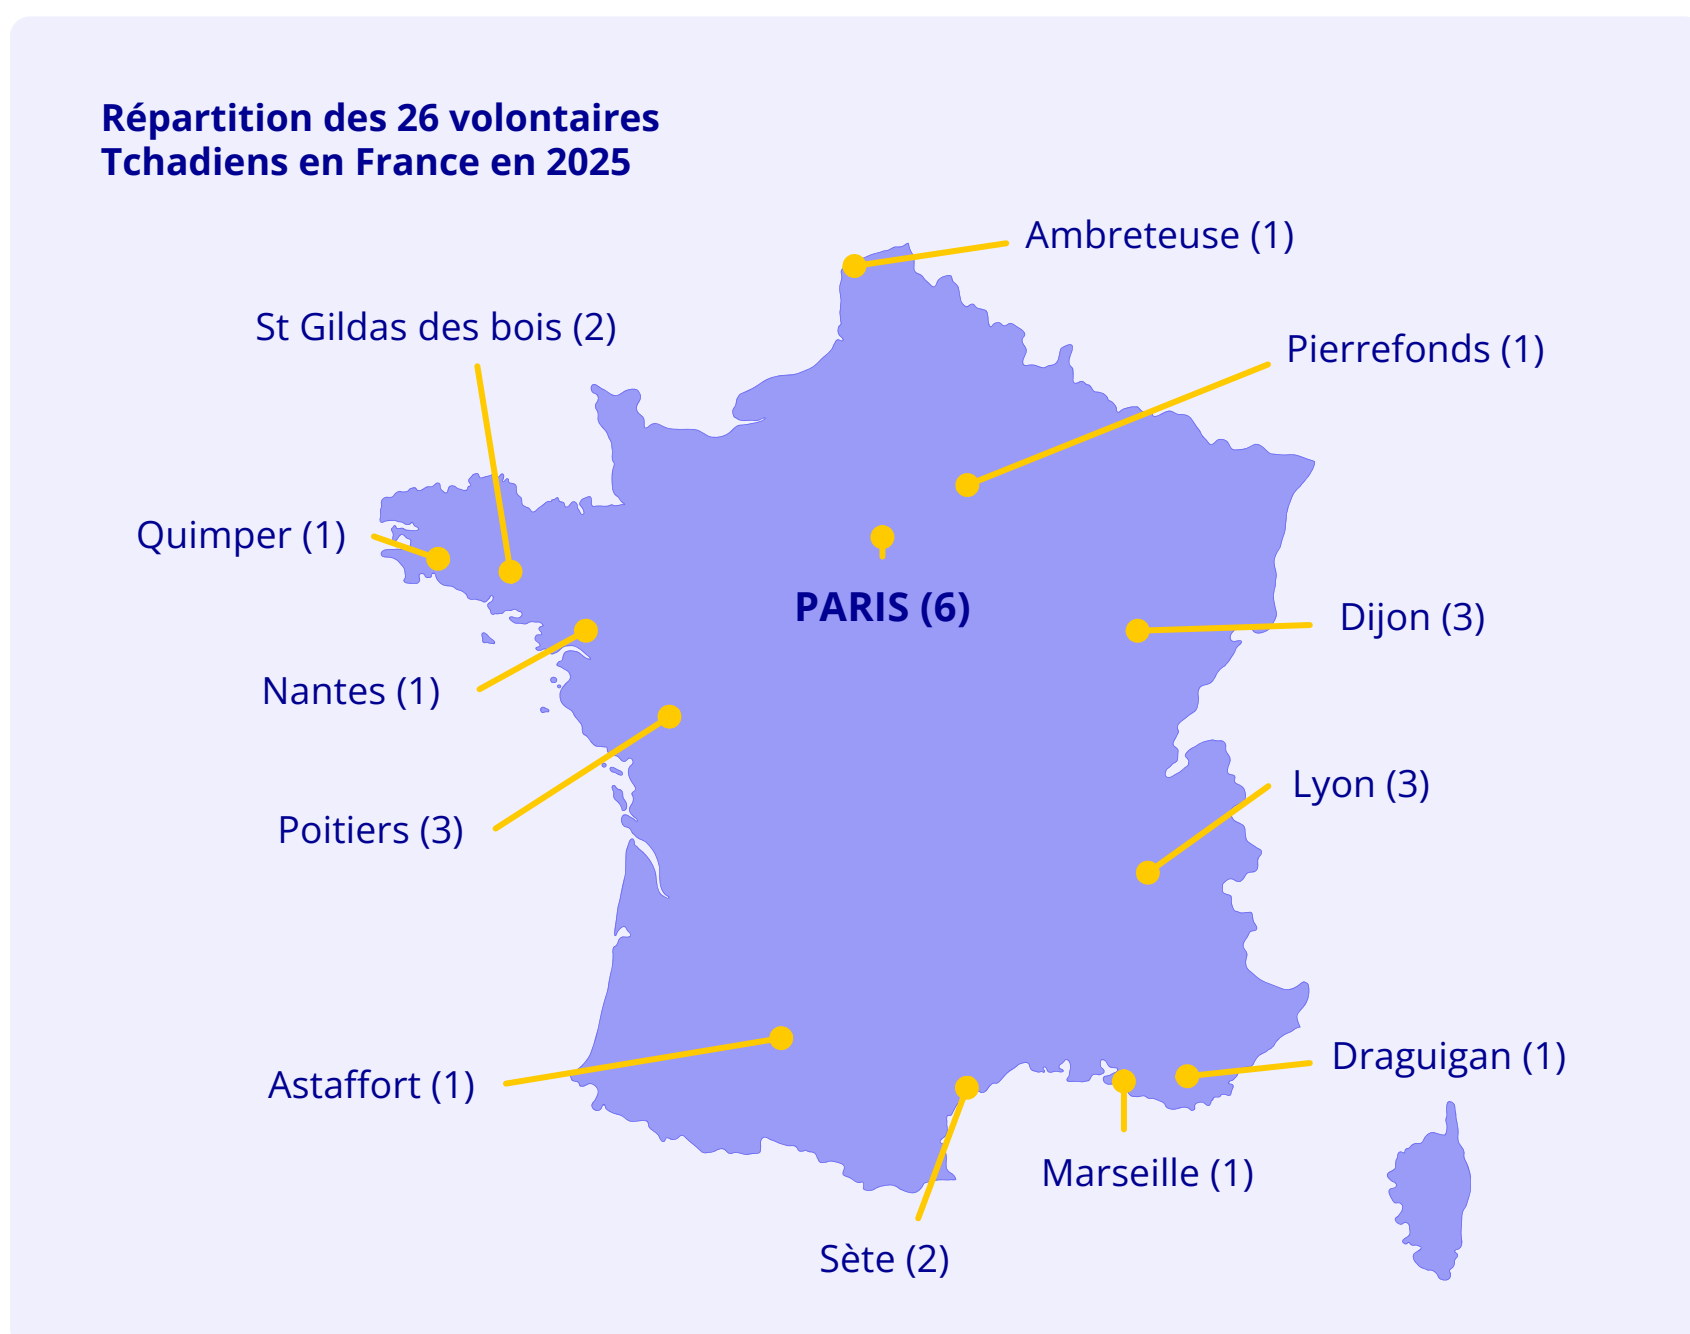 Répartition des 26 volontaires
Tchadiens en France en 2025
Ambreteuse (1)
St Gildas des bois (2)
Pierrefonds (1)
Quimper (1)
PARIS (6)
Dijon (3)
Nantes (1)
Lyon (3)
Poitiers (3)
Astaffort (1)
Draguigan (1)
Marseille (1)
Sète (2)